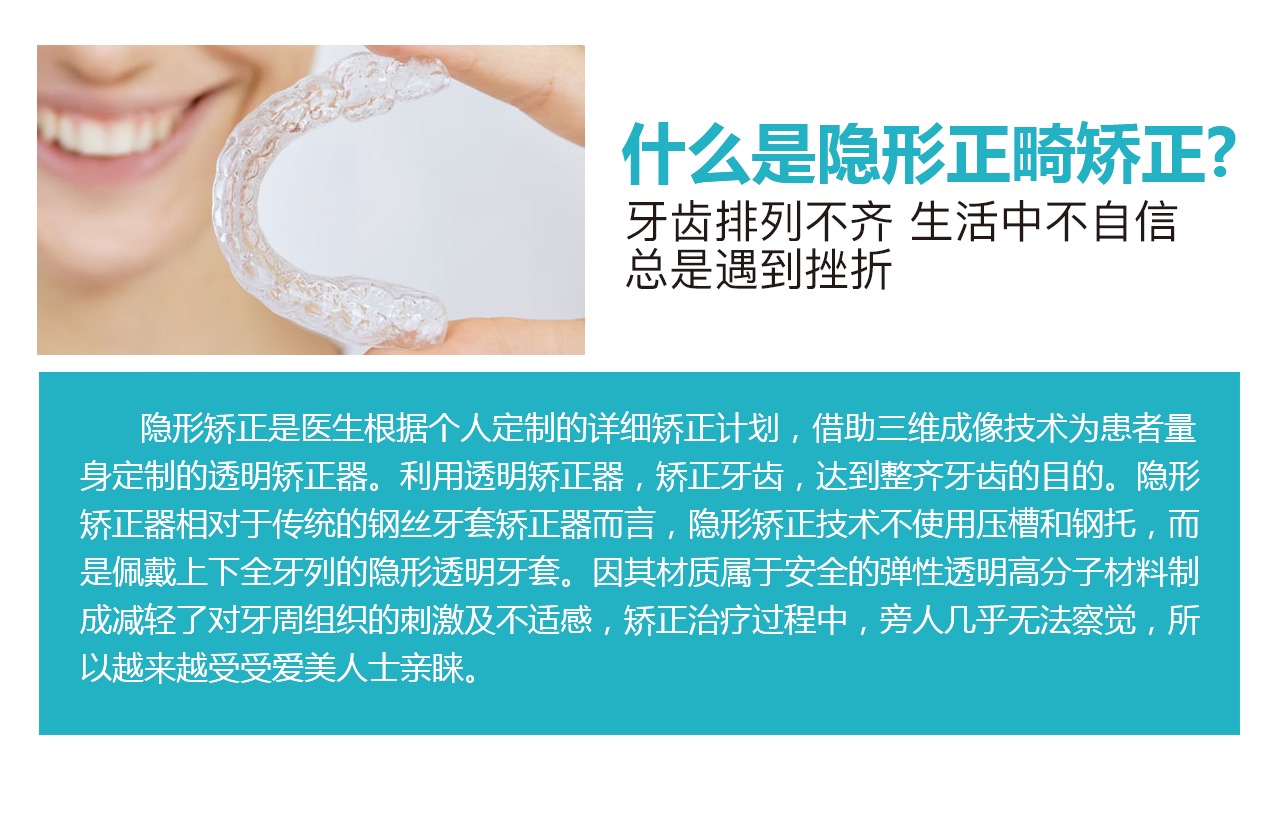 什么是隐形正畸矫正?
牙齿排列不齐 生活中不自信
总是遇到挫折
隐形矫正是医生根据个人定制的详细矫正计划，借助三维成像技术为患者量
身定制的透明矫正器。利用透明矫正器，矫正牙齿，达到整齐牙齿的目的。隐形
矫正器相对于传统的钢丝牙套矫正器而言，隐形矫正技术不使用压槽和钢托，而
是佩戴上下全牙列的隐形透明牙套。因其材质属于安全的弹性透明高分子材料制
成减轻了对牙周组织的刺激及不适感，矫正治疗过程中，旁人几乎无法察觉，所
以越来越受受爱美人士亲睐。